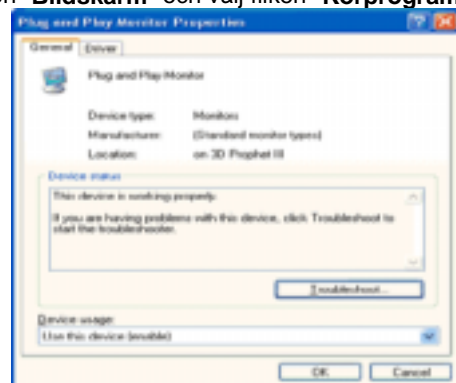 "Bildskärm" och välj fliken "Körprogram
Plug and Play Monitor Properties
General Driver
Plug and Play Monitor
Device type: Monitors
Manufacturer: (Standard monitor types)
Location: on 3D Prophet III
Device status
This device is working properly.
If you are having problems with this device, click Troubleshoot to
start the troubleshooter.
Troubleshoot...
Device usage:
Use this device (enable)
OK Cancel